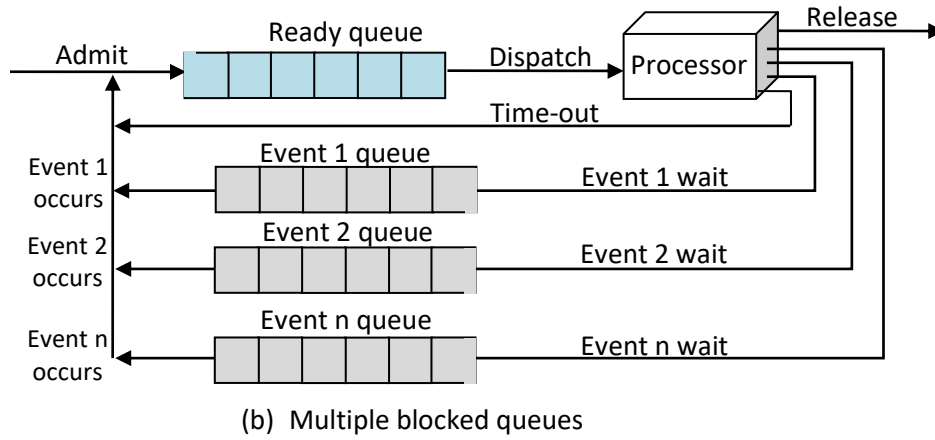 Release
Ready queue
Admit
Dispatch
Processor
Time-out
Event 1 queue
Event 1
occurs
Event 1 wait
Event 2 queue
Event 2
occurs
Event 2 wait
Event n queue
Event n
occurs
Event n wait
(b) Multiple blocked queues